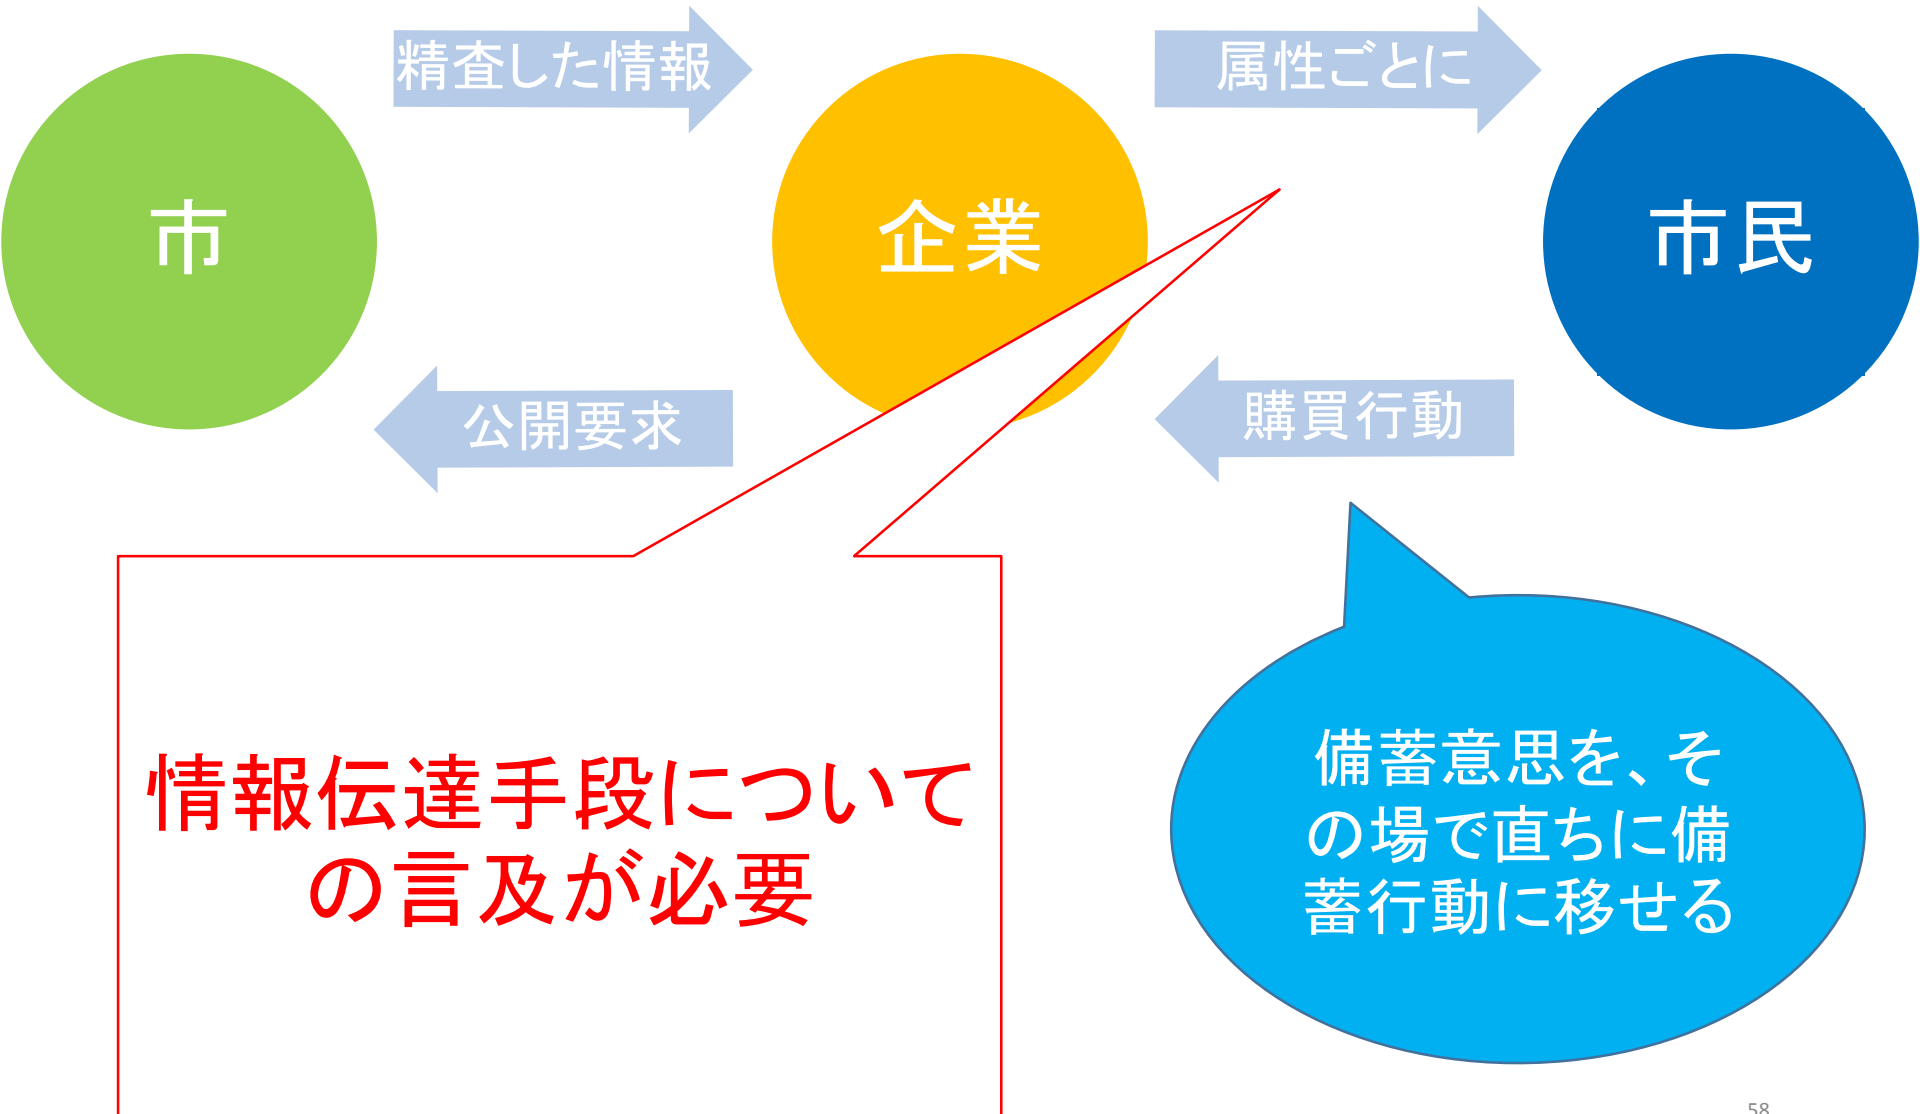 精査した情報
属性ごとに
市
企業
市民
公開要求
購買行動
情報伝達手段について
の言及が必要
備蓄意思を、そ
の場で直ちに備
蓄行動に移せる
58